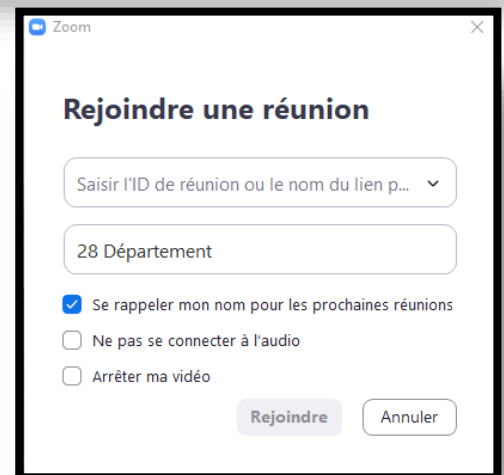 Zoom
Rejoindre une réunion
Saisir l'ID de réunion ou le nom du lien p...
28 Département
Se rappeler mon nom pour les prochaines réunions
Ne pas se connecter à l'audio
Arrêter ma vidéo
Rejoindre Annuler